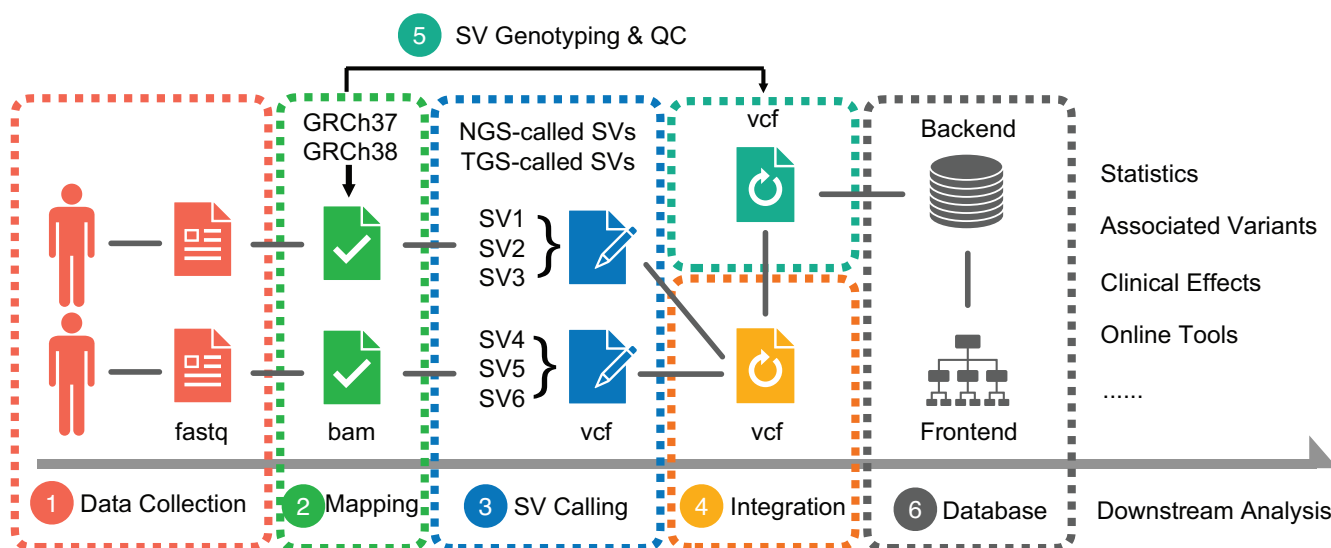 5 SV Genotyping & QC
GRCh37
GRCh38
NGS-called SVs
TGS-called SVs
vcf
Backend
SV1
SV2
SV3
SV4
SV5
SV6
fastq
bam
vcf
vcf
Frontend
Statistics
Associated Variants
Clinical Effects
Online Tools
......
1 Data Collection
2 Mapping
3 SV Calling
4 Integration
6 Database
Downstream Analysis